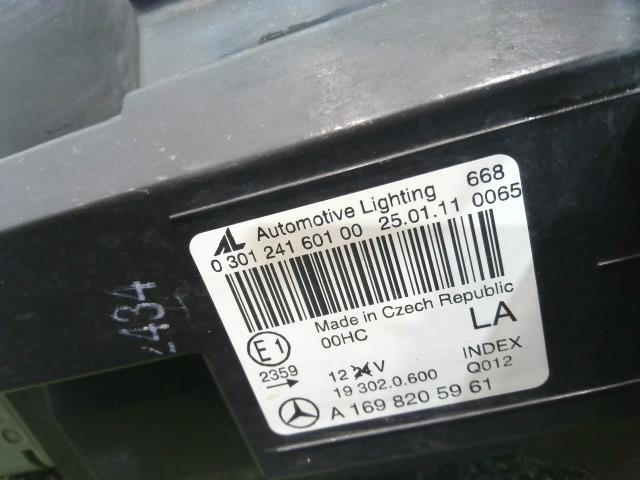 AL Automotive Lighting 668
0 301 241 601 00 25.01.11 0065
Made in Czech Republic
00HC LA
E1
2359
12 24 V INDEX
19 302.0.600 Q012
A 169 820 59 61
434